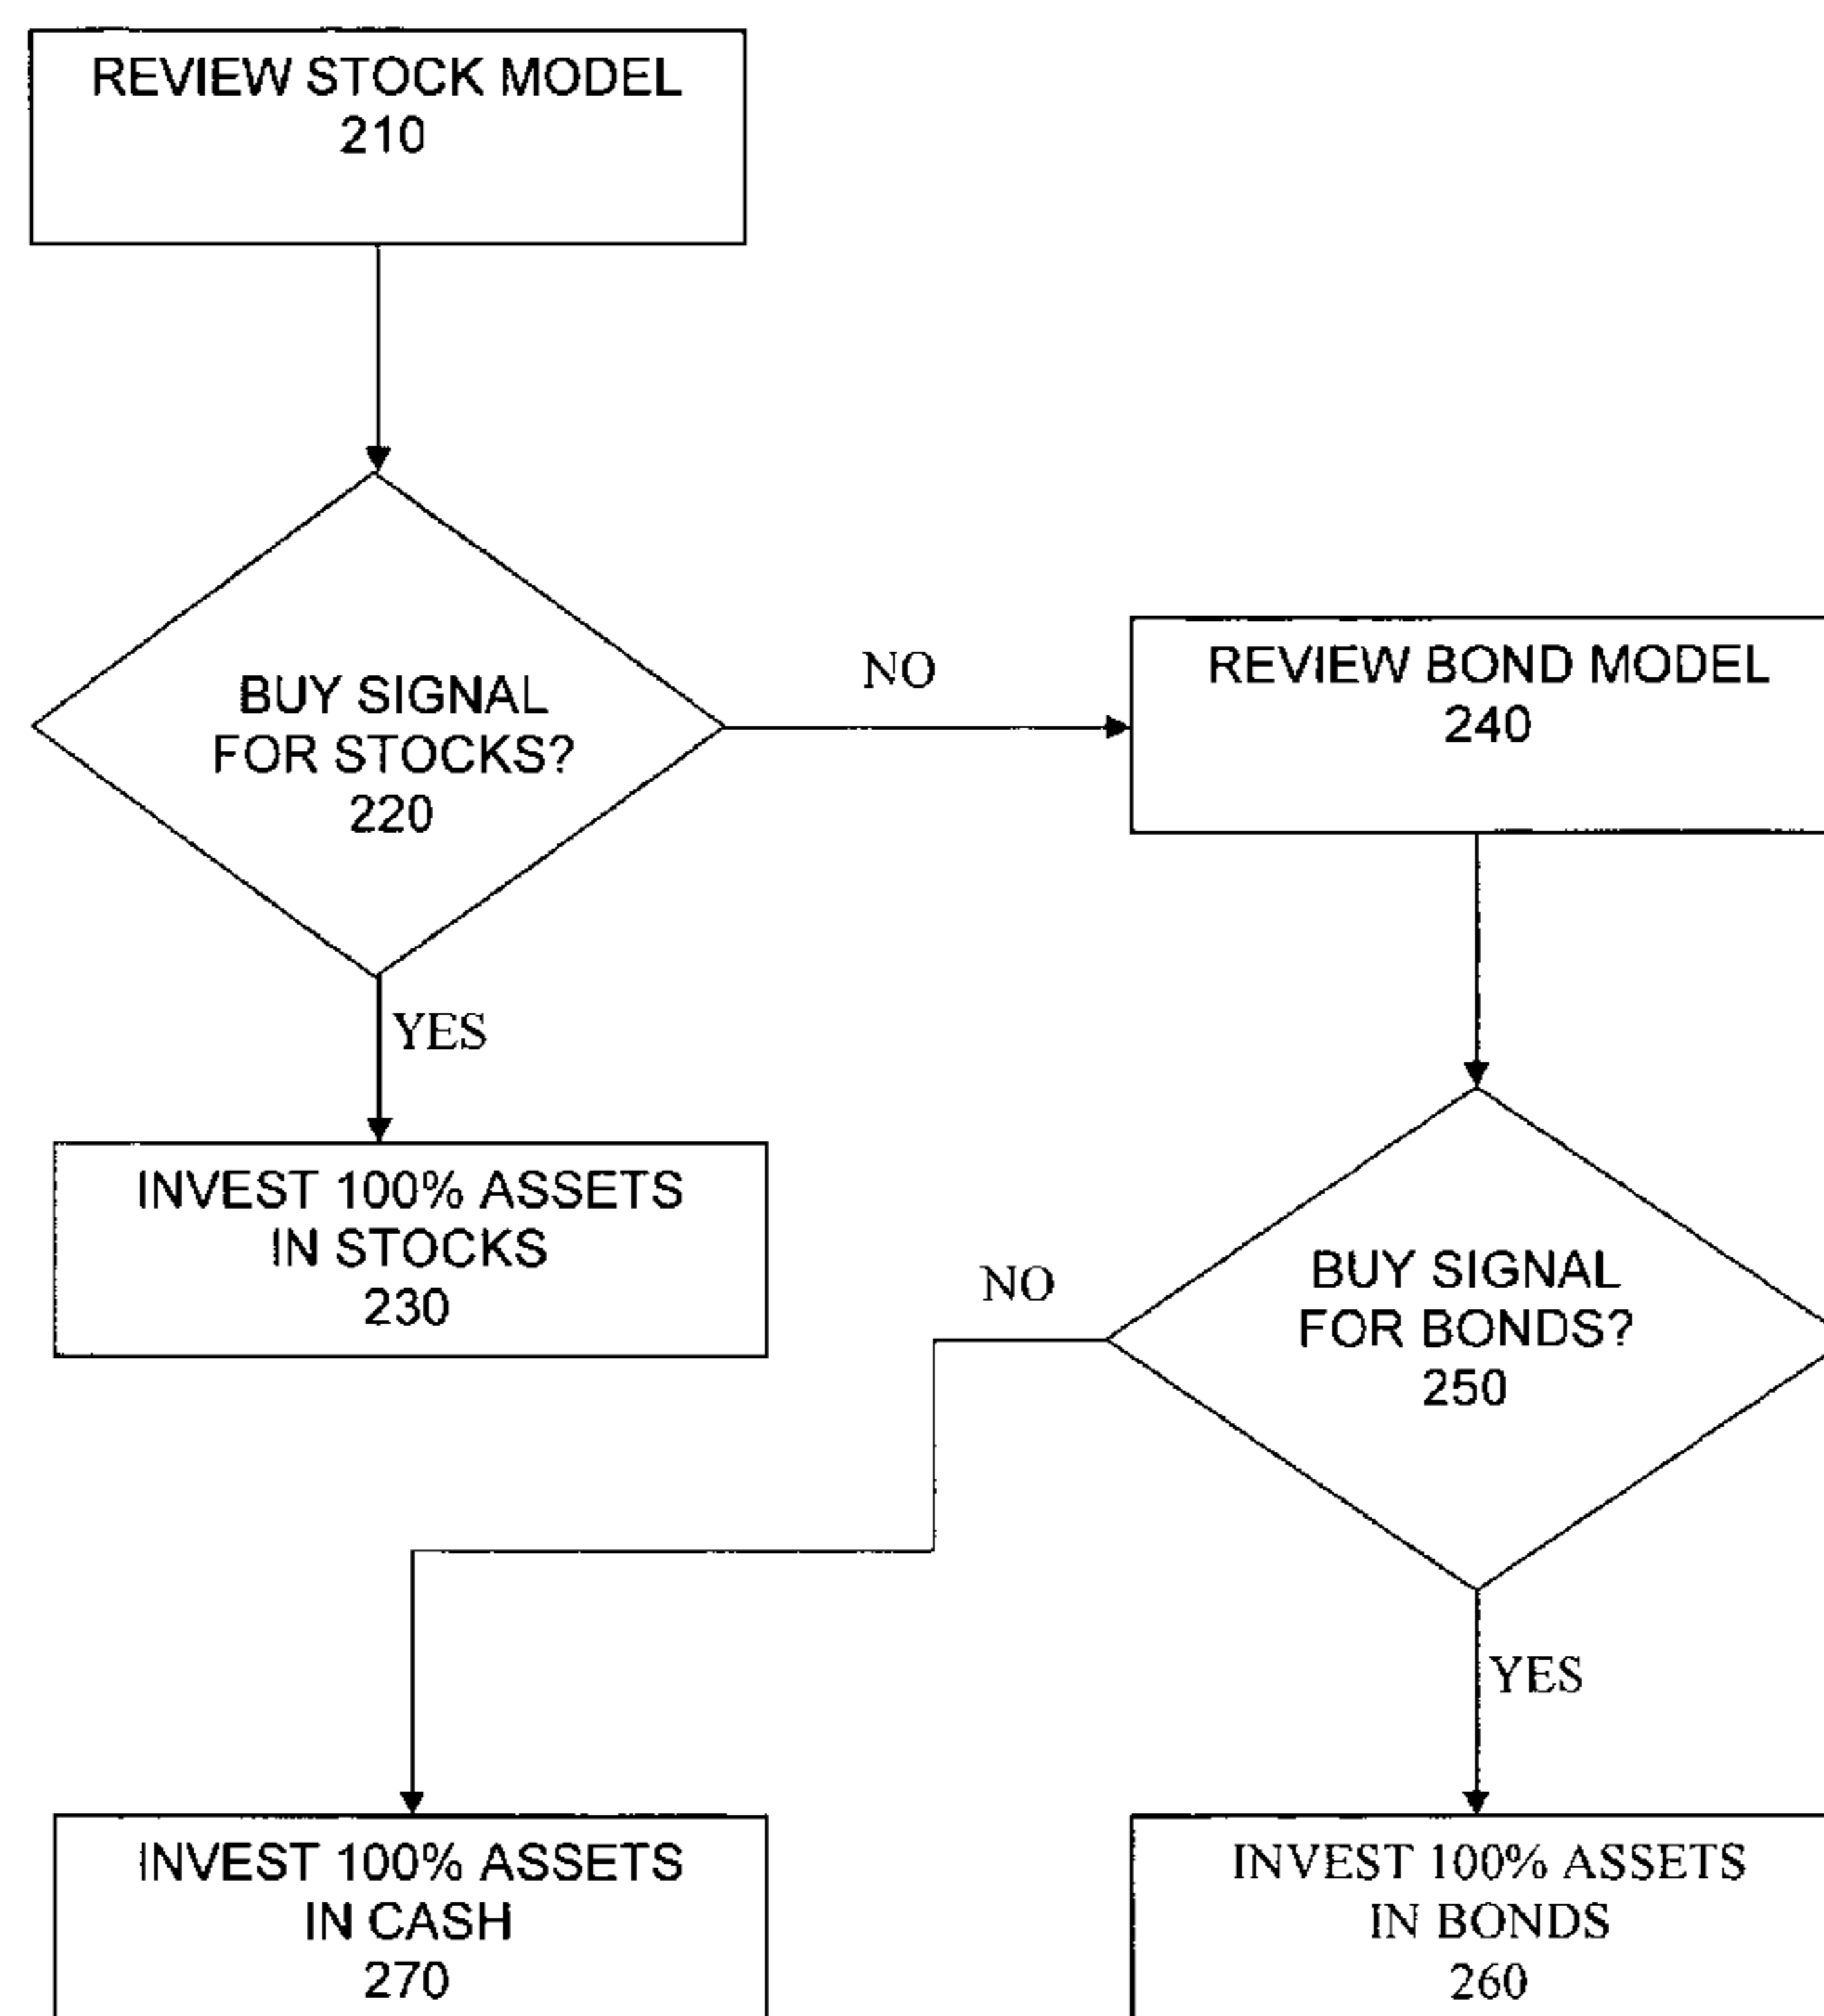 REVIEW STOCK MODEL
210
BUY SIGNAL
FOR STOCKS?
220
NO
REVIEW BOND MODEL
240
YES
INVEST 100% ASSETS
IN STOCKS
230
NO
BUY SIGNAL
FOR BONDS?
250
YES
INVEST 100% ASSETS
IN CASH
270
INVEST 100% ASSETS
IN BONDS
260